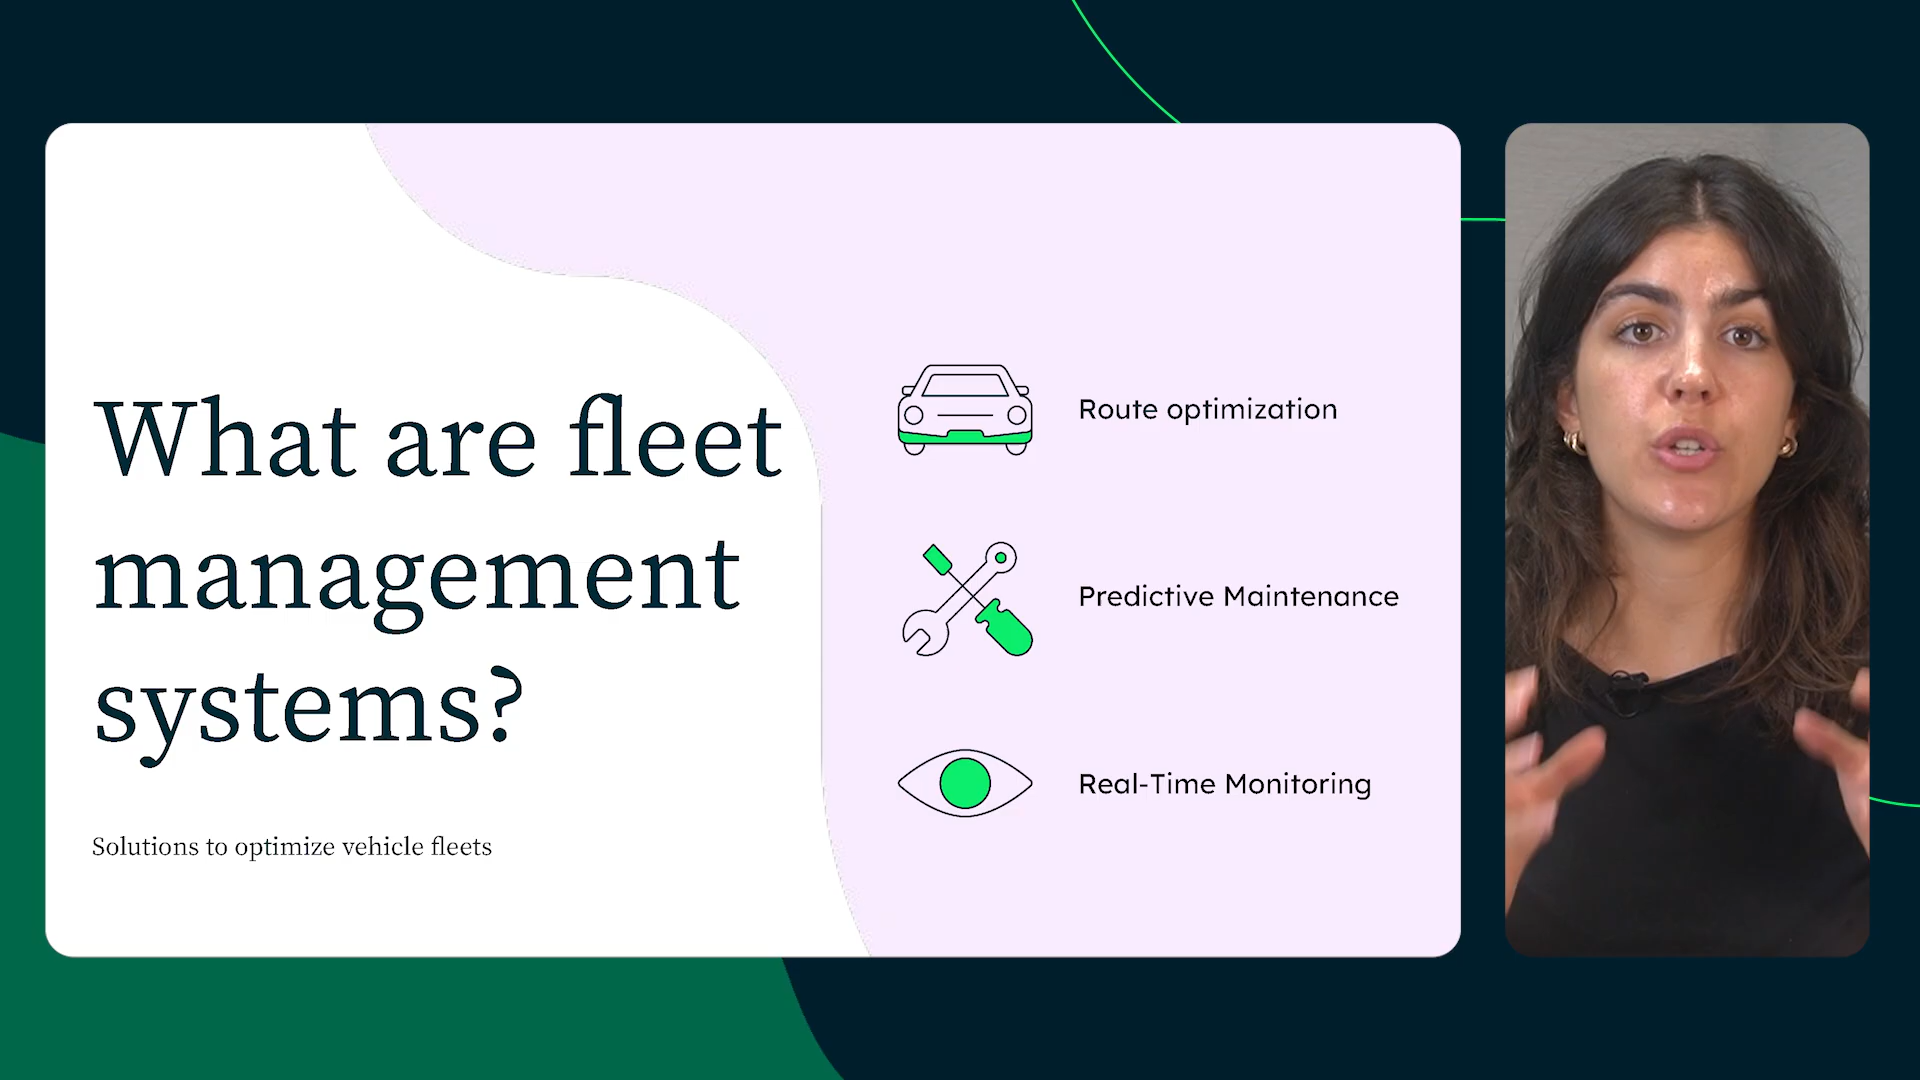 What are fleet
management
systems?
Solutions to optimize vehicle fleets
Route optimization
Predictive Maintenance
Real-Time Monitoring